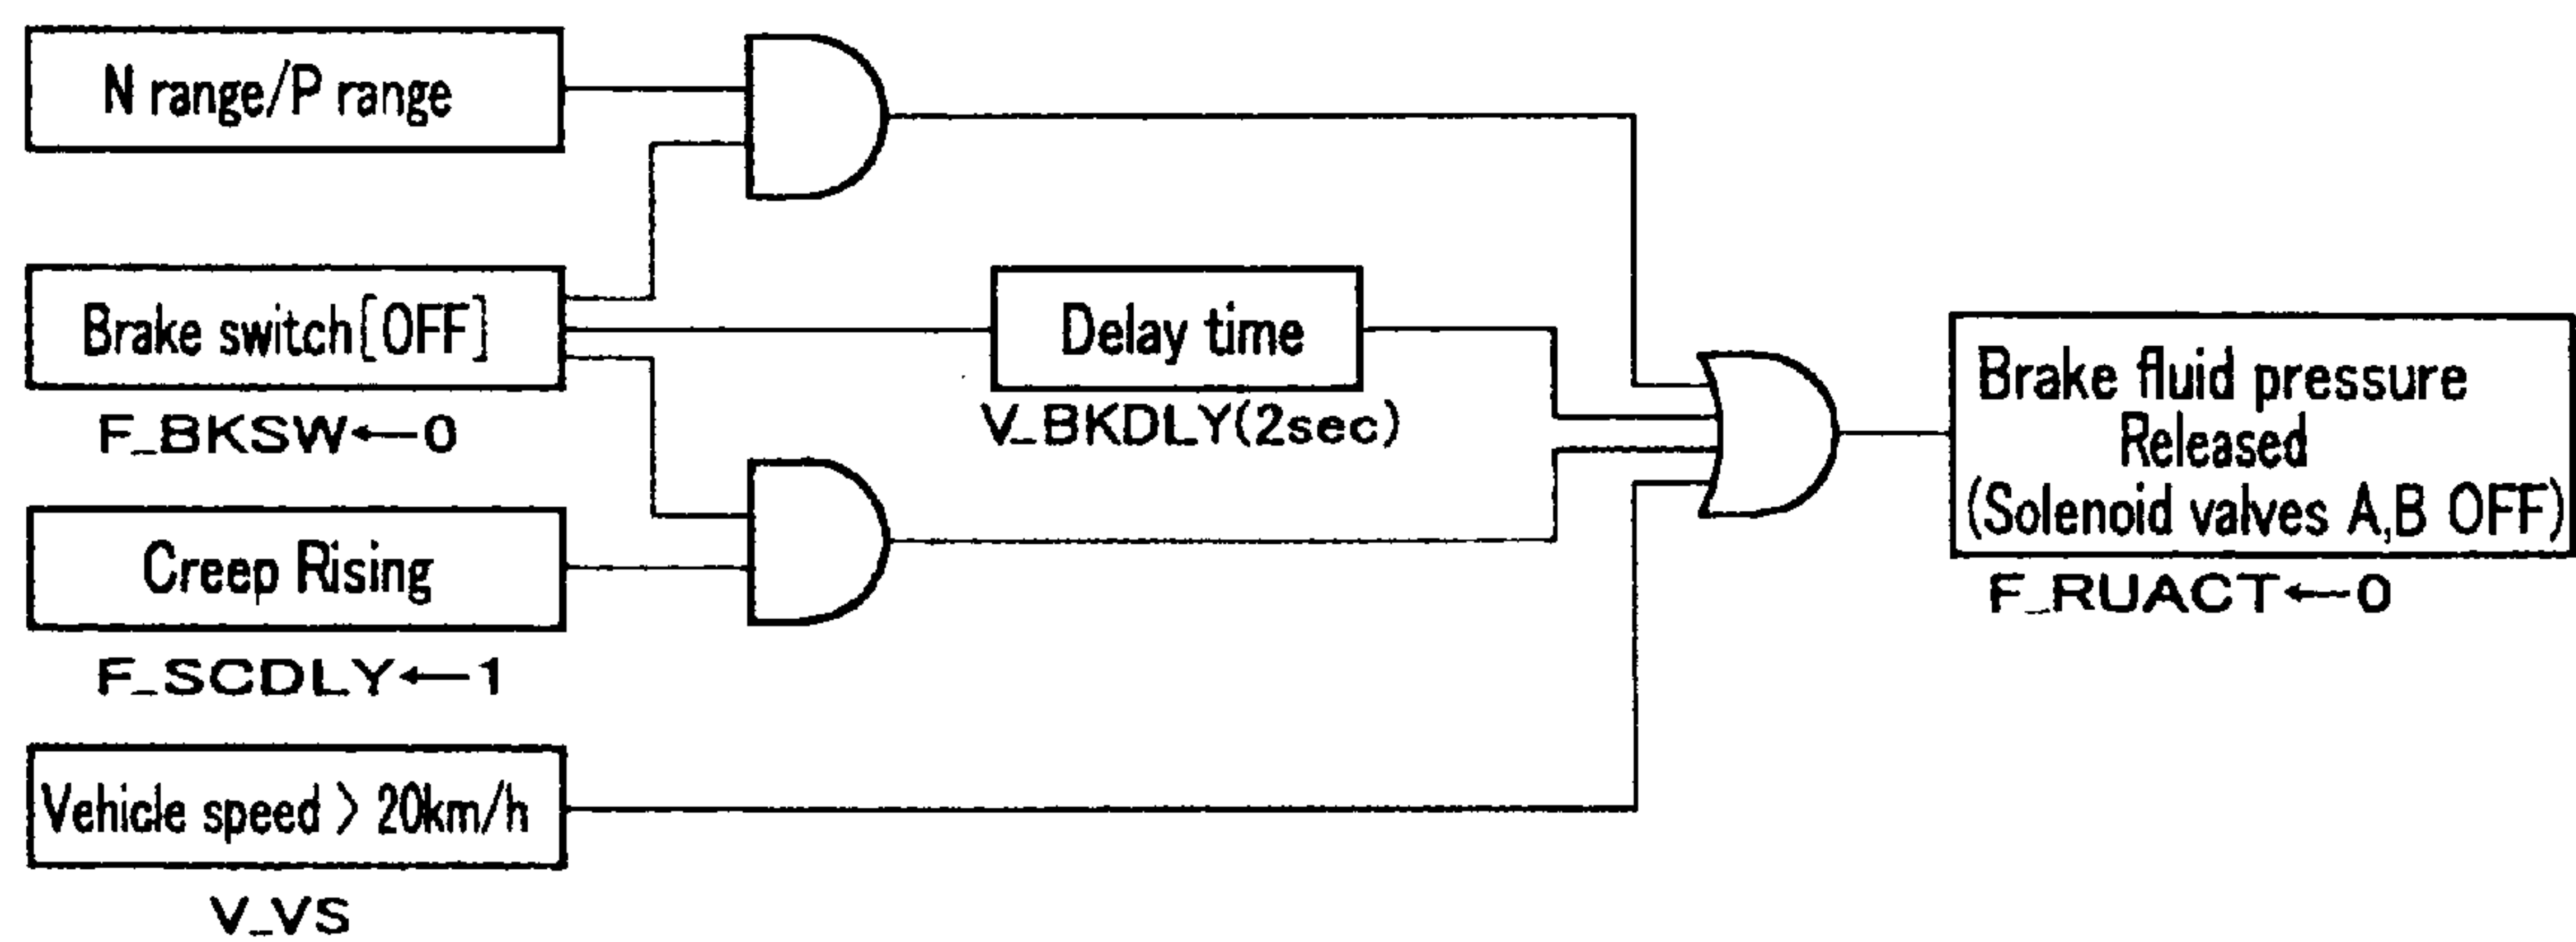 N range/P range
Brake switch[OFF]
F_BKSW←0
Delay time
V_BKDLY(2sec)
Creep Rising
F_SCDLY←1
Vehicle speed > 20km/h
V_VS
Brake fluid pressure
Released
(Solenoid valves A,B OFF)
F_RUACT←0